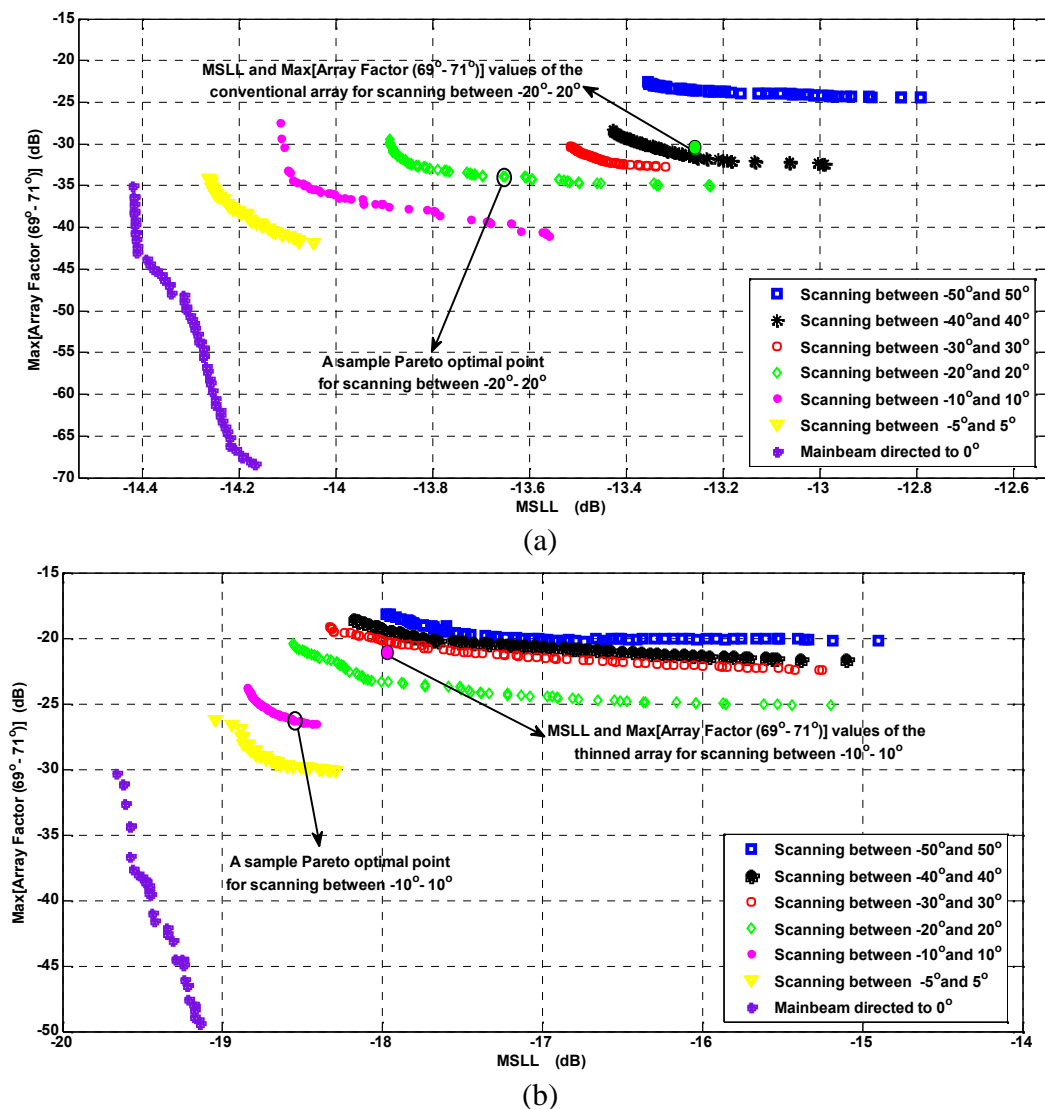 -15
-20
-25
-30
-35
-40
-45
-50
-55
-60
-65
-70
Max[Array Factor (69°- 71°)] (dB)
MSLL and Max[Array Factor (69°- 71°)] values of the
conventional array for scanning between -20°- 20°
A sample Pareto optimal point
for scanning between -20°- 20°
Scanning between -50°and 50°
Scanning between -40°and 40°
Scanning between -30°and 30°
Scanning between -20°and 20°
Scanning between -10°and 10°
Scanning between -5°and 5°
Mainbeam directed to 0°
-14.4 -14.2 -14 -13.8 -13.6 -13.4 -13.2 -13 -12.8 -12.6
MSLL (dB)
(a)
-15
-20
-25
-30
-35
-40
-45
-50
Max[Array Factor (69°- 71°)] (dB)
MSLL and Max[Array Factor (69°- 71°)] values of the
thinned array for scanning between -10°- 10°
A sample Pareto optimal point
for scanning between -10°- 10°
Scanning between -50°and 50°
Scanning between -40°and 40°
Scanning between -30°and 30°
Scanning between -20°and 20°
Scanning between -10°and 10°
Scanning between -5°and 5°
Mainbeam directed to 0°
-20 -19 -18 -17 -16 -15 -14
MSLL (dB)
(b)